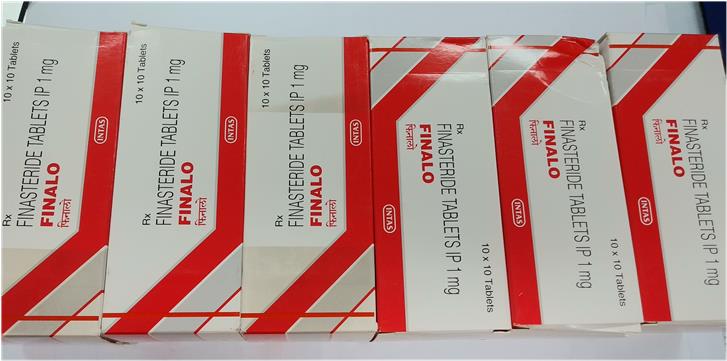 10 x 10 Tablets
Rx
FINASTERIDE TABLETS IP 1 mg
FINALO
फिनालो
INTAS
10 x 10 Tablets
Rx
FINASTERIDE TABLETS IP 1 mg
FINALO
फिनालो
INTAS
10 x 10 Tablets
Rx
FINASTERIDE TABLETS IP 1 mg
FINALO
फिनालो
INTAS
Rx
FINASTERIDE TABLETS IP 1 mg
FINALO
फिनालो
INTAS
10 x 10 Tablets
Rx
FINASTERIDE TABLETS IP 1 mg
FINALO
फिनालो
INTAS
10 x 10 Tablets
Rx
FINASTERIDE TABLETS IP 1 mg
FINALO
फिनालो
INTAS
10 x 10 Tablets